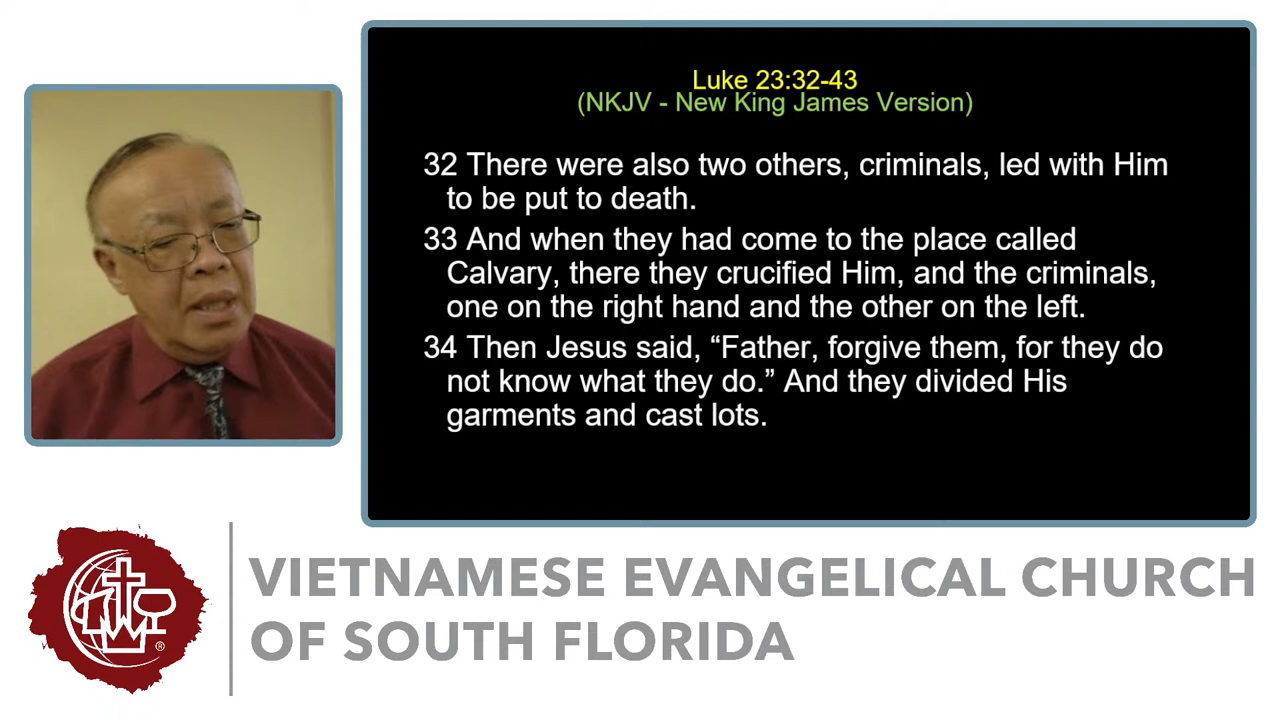 Luke 23:32-43
(NKJV - New King James Version)
32 There were also two others, criminals, led with Him
to be put to death.
33 And when they had come to the place called
Calvary, there they crucified Him, and the criminals,
one on the right hand and the other on the left.
34 Then Jesus said, “Father, forgive them, for they do
not know what they do.” And they divided His
garments and cast lots.
®
VIETNAMESE EVANGELICAL CHURCH
OF SOUTH FLORIDA